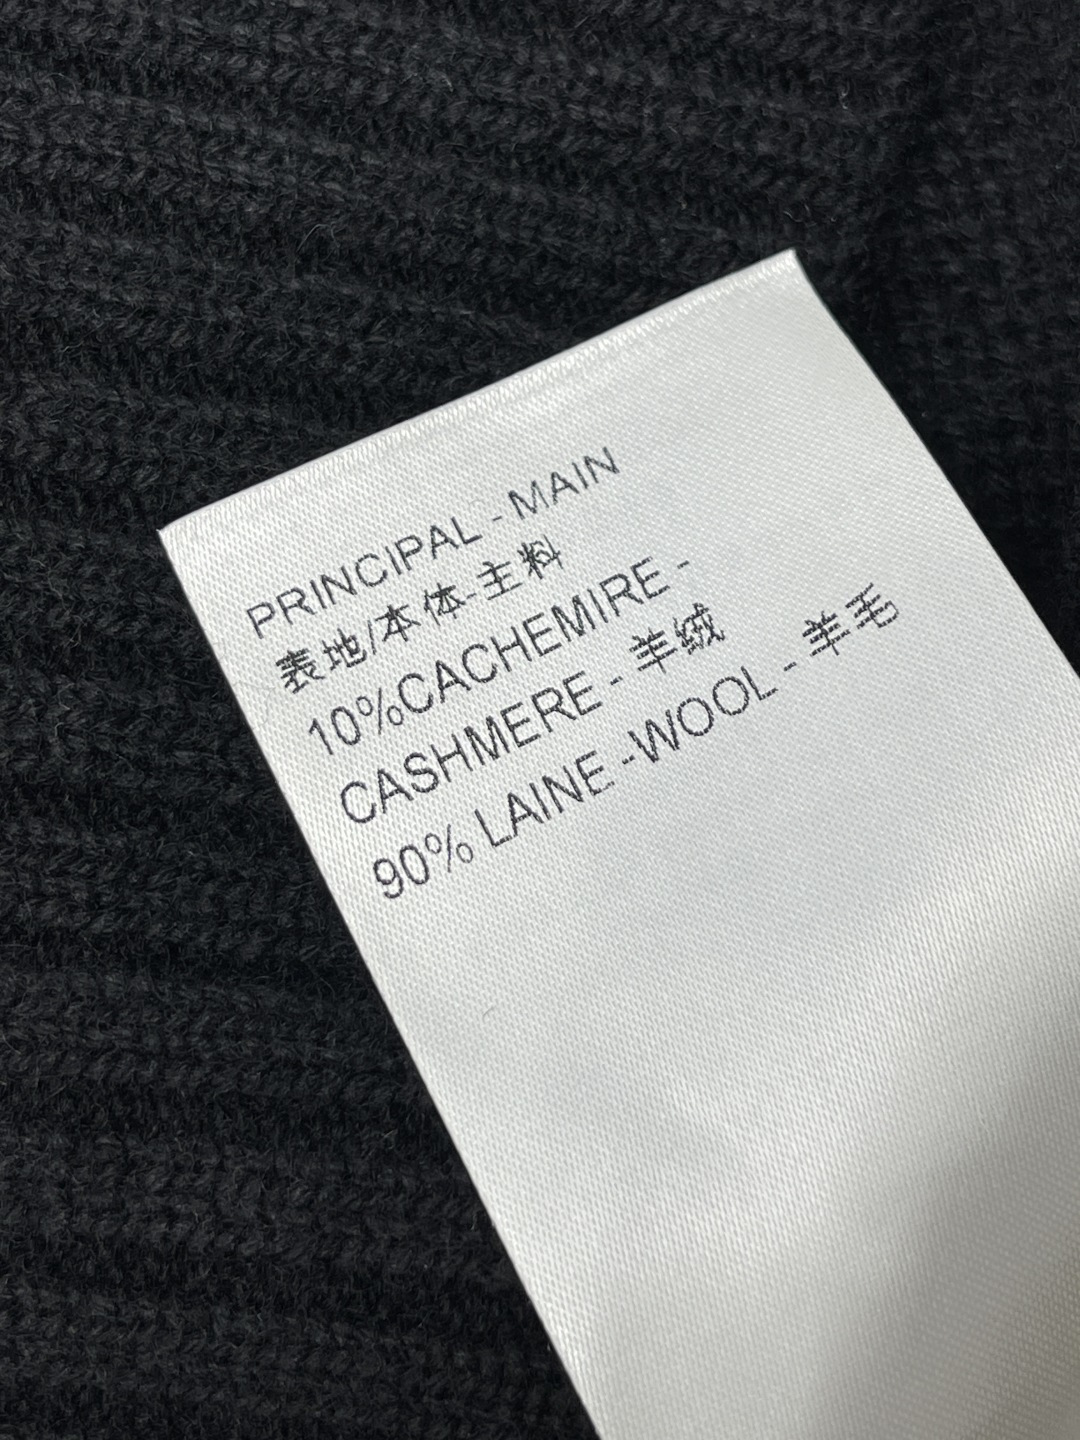 PRINCIPAL - MAIN
表地/本体-主料
10%CACHEMIRE -
CASHMERE - 羊绒
90% LAINE -WOOL - 羊毛